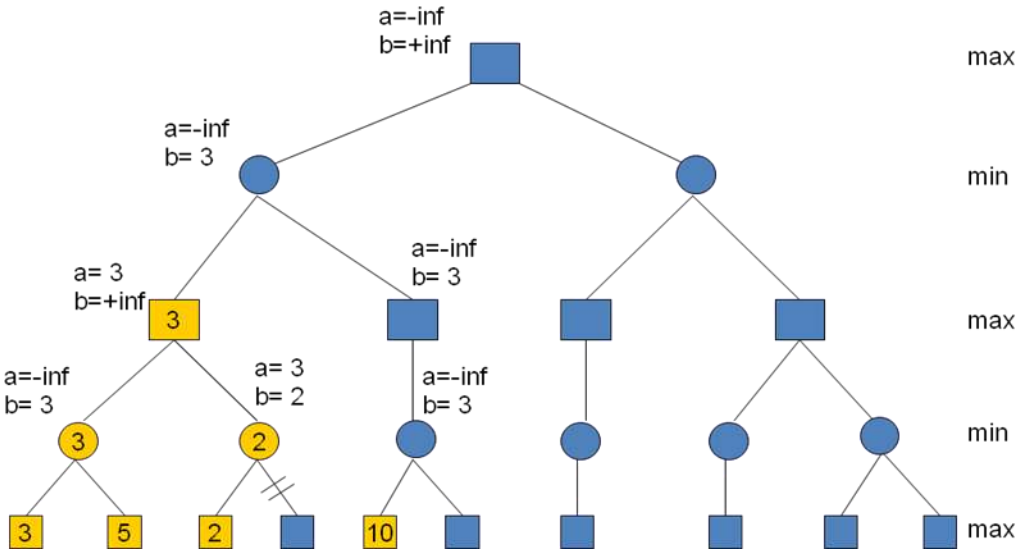 a=-inf
b=+inf
max
a=-inf
b= 3
min
a= 3
b=+inf
3
a=-inf
b= 3
max
a=-inf
b= 3
3
a= 3
b= 2
2
a=-inf
b= 3
min
3
5
2
10
max